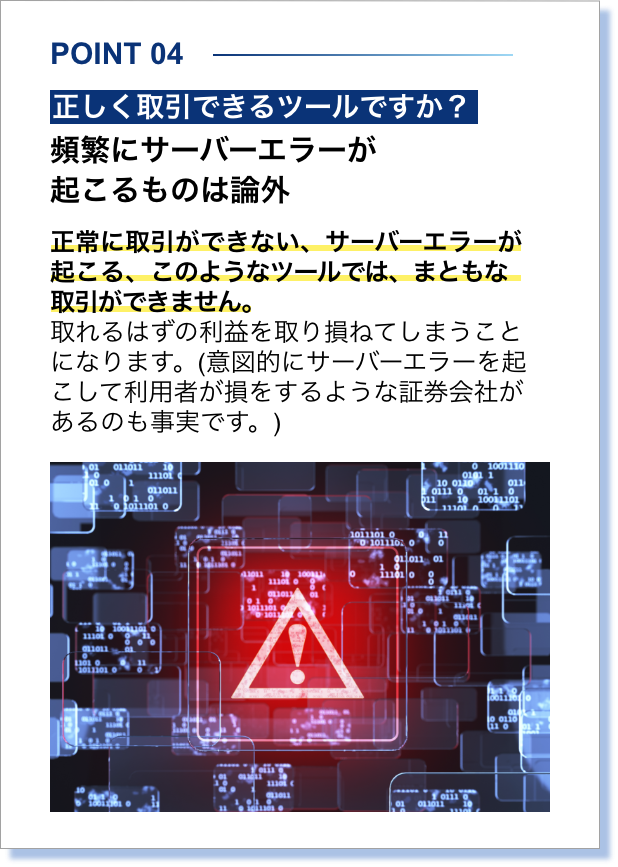 POINT 04
正しく取引できるツールですか？
頻繁にサーバーエラーが
起こるものは論外
正常に取引ができない、サーバーエラーが
起こる、このようなツールでは、まともな
取引ができません。
取れるはずの利益を取り損ねてしまうこと
になります。(意図的にサーバーエラーを起
こして利用者が損をするような証券会社が
あるのも事実です。)